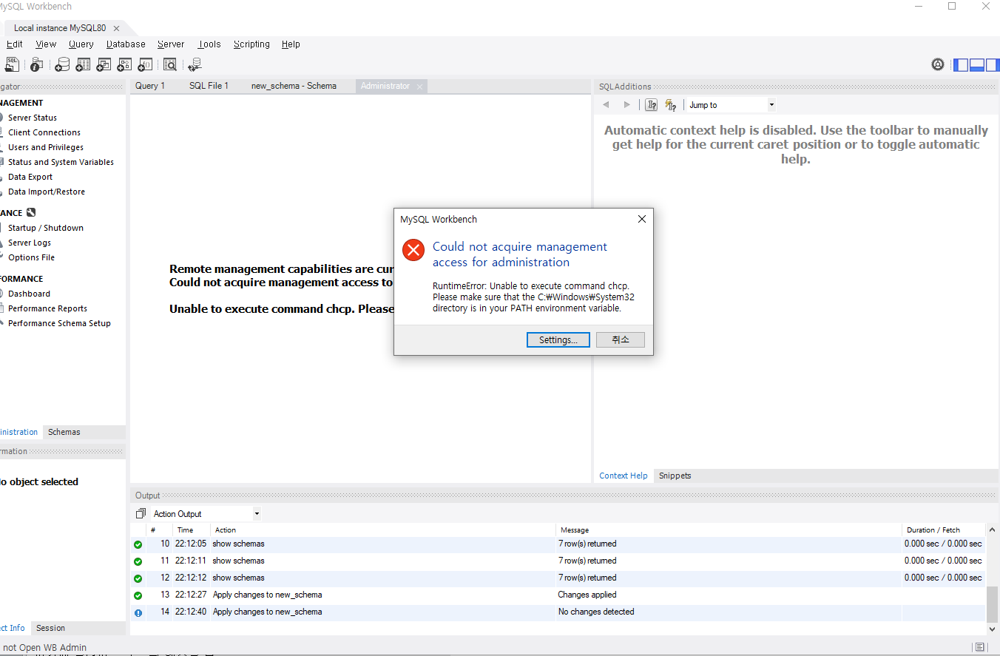 MySQL Workbench
Local instance MySQL80
Edit View Query Database Server Tools Scripting Help
gator
Query 1 SQL File 1 new_schema - Schema Administrator
SQLAdditions
Jump to
NAGEMENT
Server Status
Client Connections
Users and Privileges
Status and System Variables
Data Export
Data Import/Restore
ANCE
Startup / Shutdown
Server Logs
Options File
FORMANCE
Dashboard
Performance Reports
Performance Schema Setup
inistration Schemas
rmation
o object selected
ect Info Session
Remote management capabilities are cur
Could not acquire management access to
Unable to execute command chcp. Please
Automatic context help is disabled. Use the toolbar to manually
get help for the current caret position or to toggle automatic
help.
Context Help Snippets
MySQL Workbench
Could not acquire management
access for administration
RuntimeError: Unable to execute command chcp.
Please make sure that the C:₩Windows₩System32
directory is in your PATH environment variable.
Settings... 취소
Output
Action Output
# Time Action Message Duration / Fetch
10 22:12:05 show schemas 7 row(s) returned 0.000 sec / 0.000 sec
11 22:12:11 show schemas 7 row(s) returned 0.000 sec / 0.000 sec
12 22:12:12 show schemas 7 row(s) returned 0.000 sec / 0.000 sec
13 22:12:27 Apply changes to new_schema Changes applied
14 22:12:40 Apply changes to new_schema No changes detected
not Open WB Admin